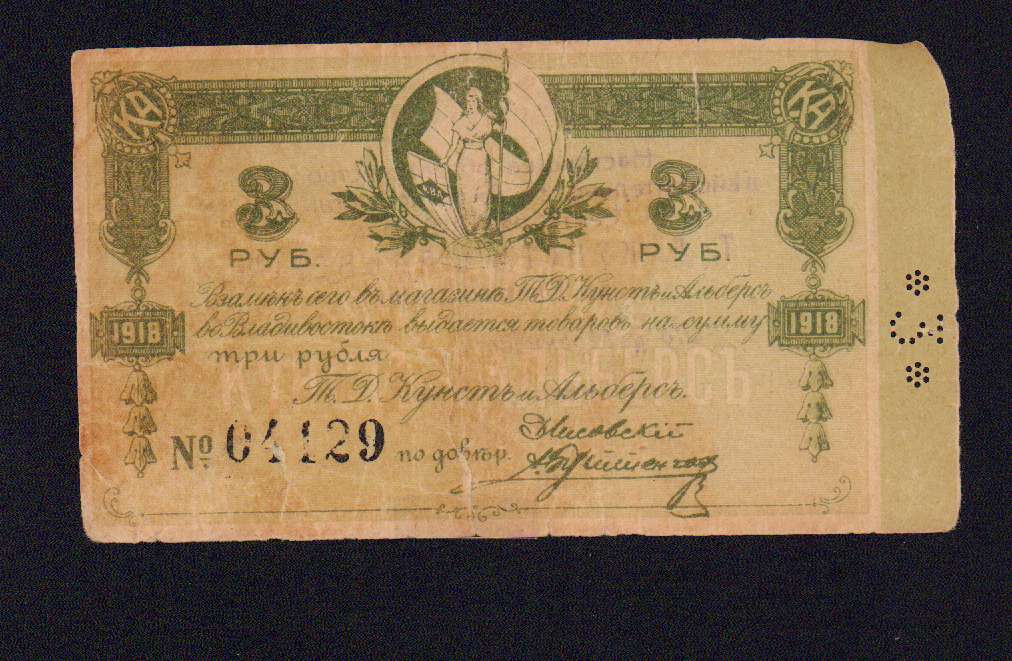 КА КА
3 3
РУБ. РУБ.
Взамѣнъ сего въ магазинѣ Т. Д. Кунстъ и Альберсъ
во Владивостокѣ выдается товаровъ на сумму
1918 1918
три рубля
Т. Д. Кунстъ и Альберсъ.
№ 04129 по довѣр.
*3*